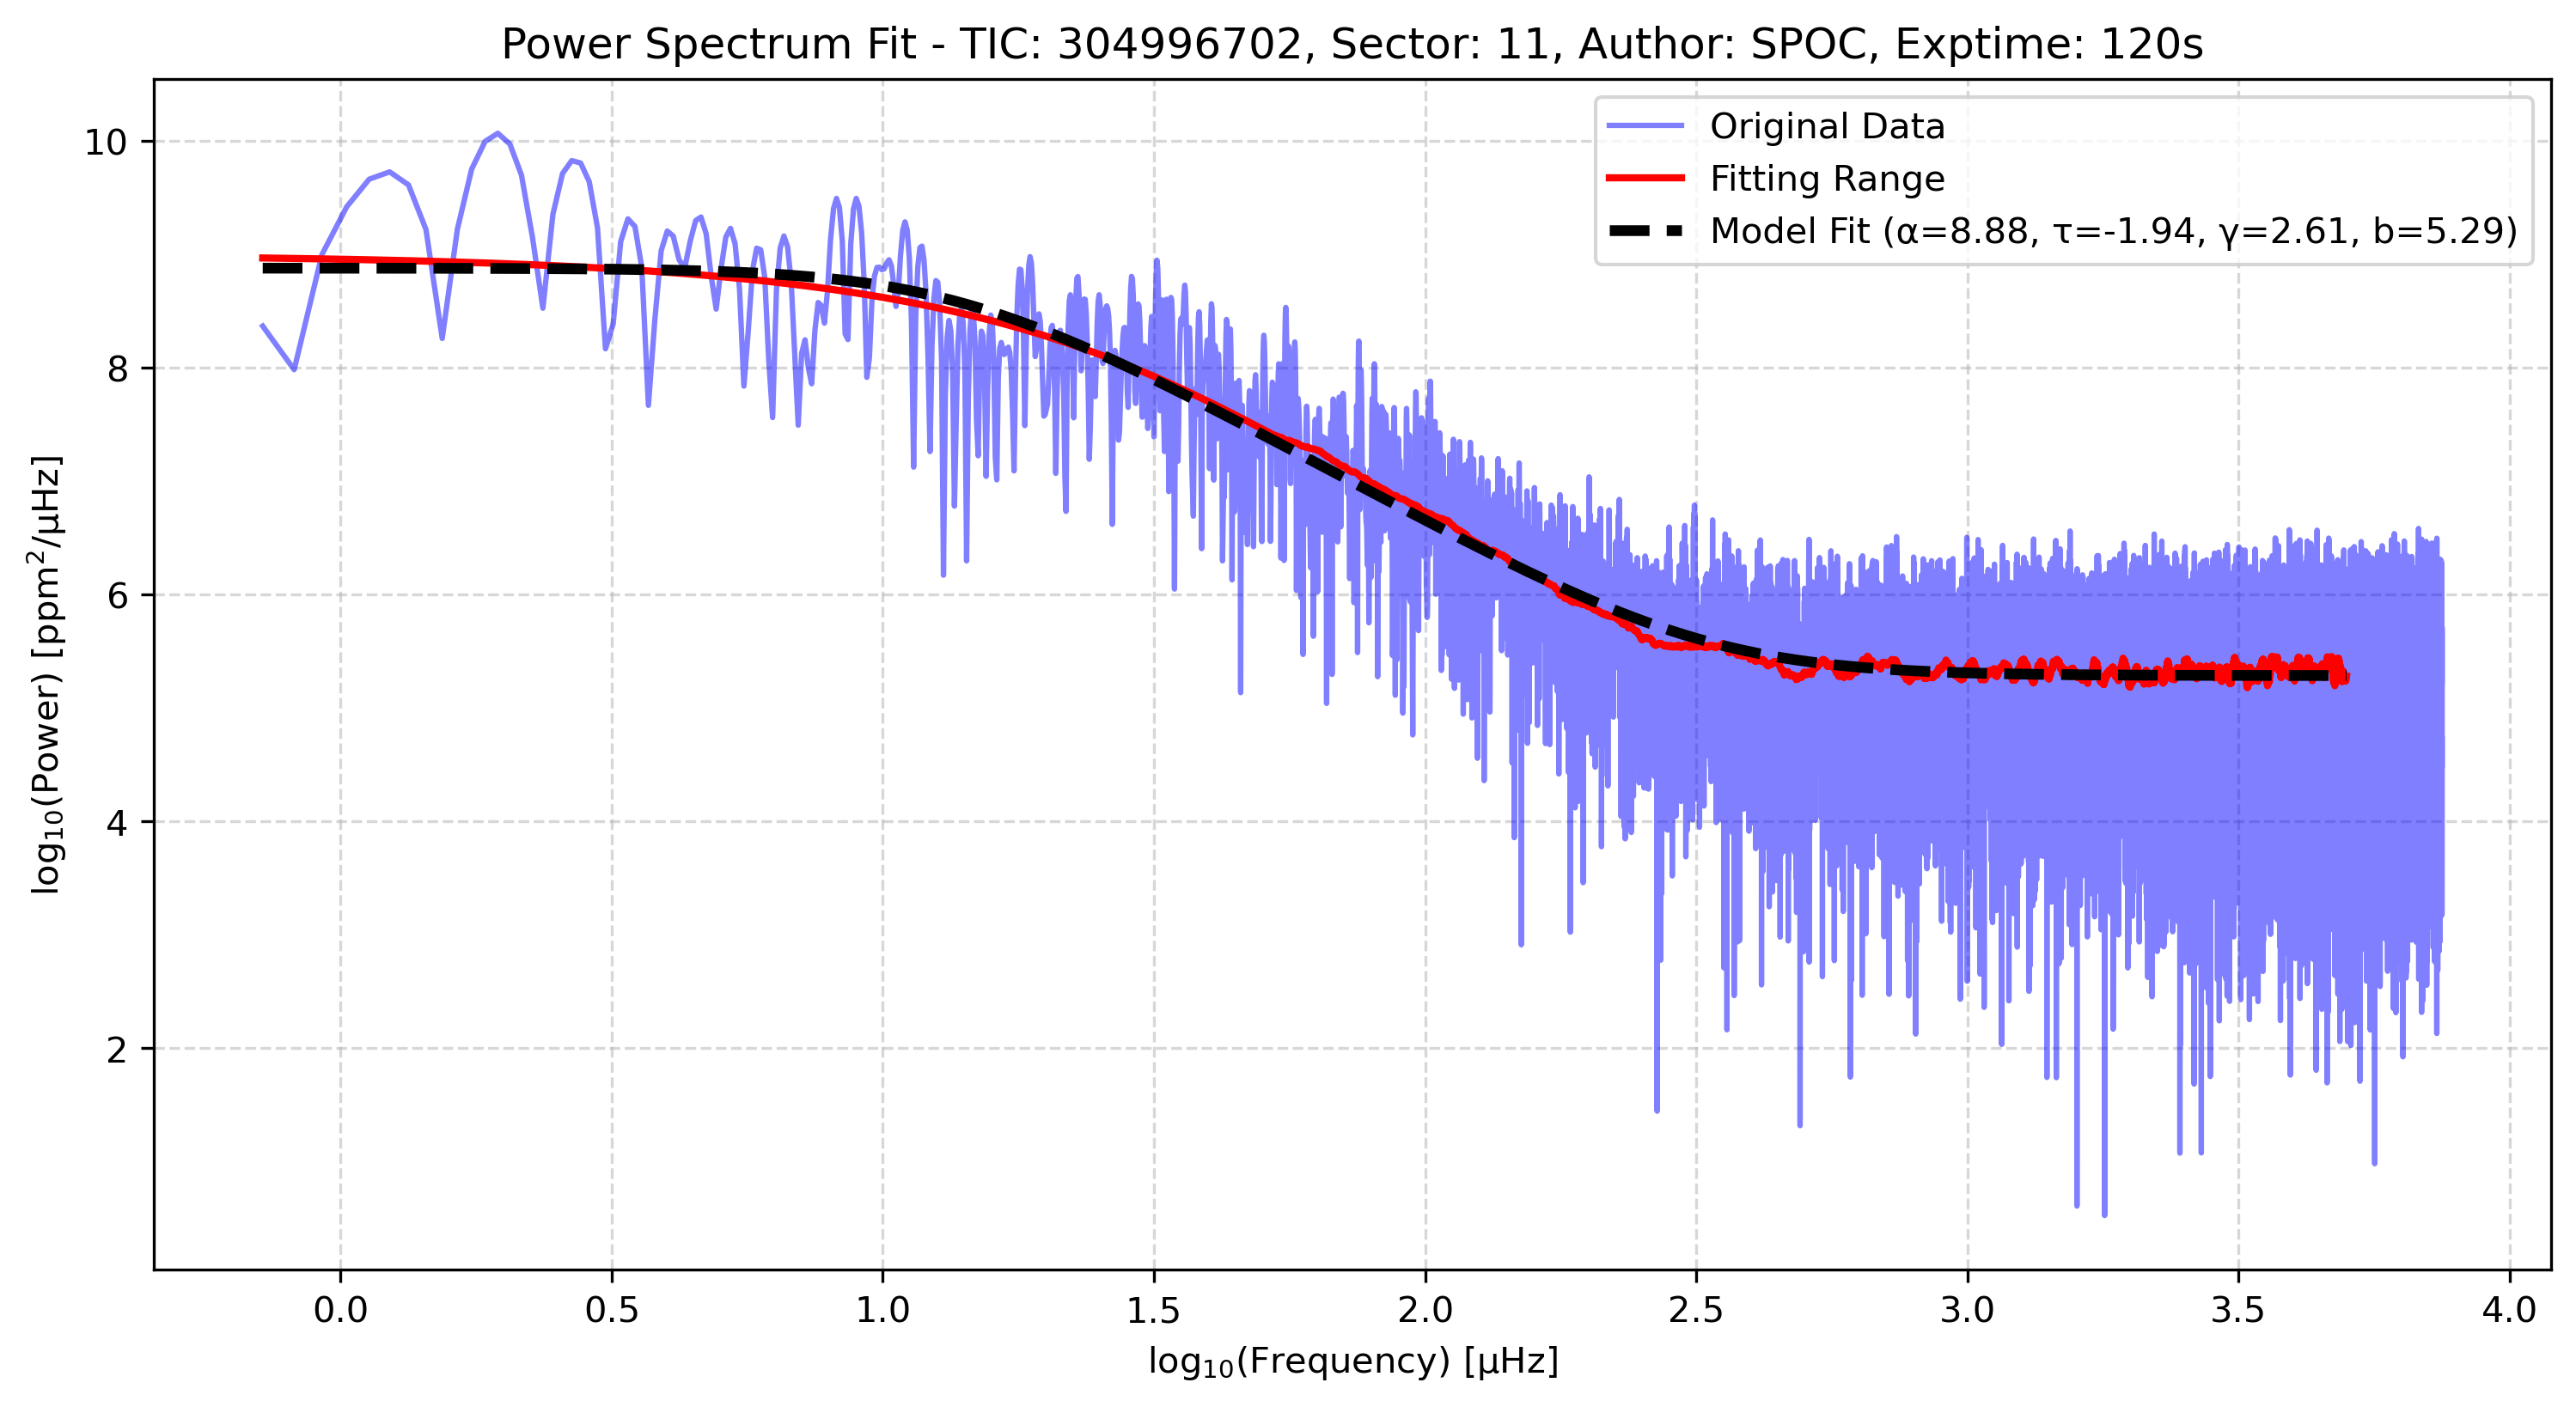 Power Spectrum Fit - TIC: 304996702, Sector: 11, Author: SPOC, Exptime: 120s
Original Data
Fitting Range
Model Fit (α=8.88, τ=-1.94, γ=2.61, b=5.29)
log₁₀(Power) [ppm²/μHz]
10
8
6
4
2
0.0 0.5 1.0 1.5 2.0 2.5 3.0 3.5 4.0
log₁₀(Frequency) [μHz]